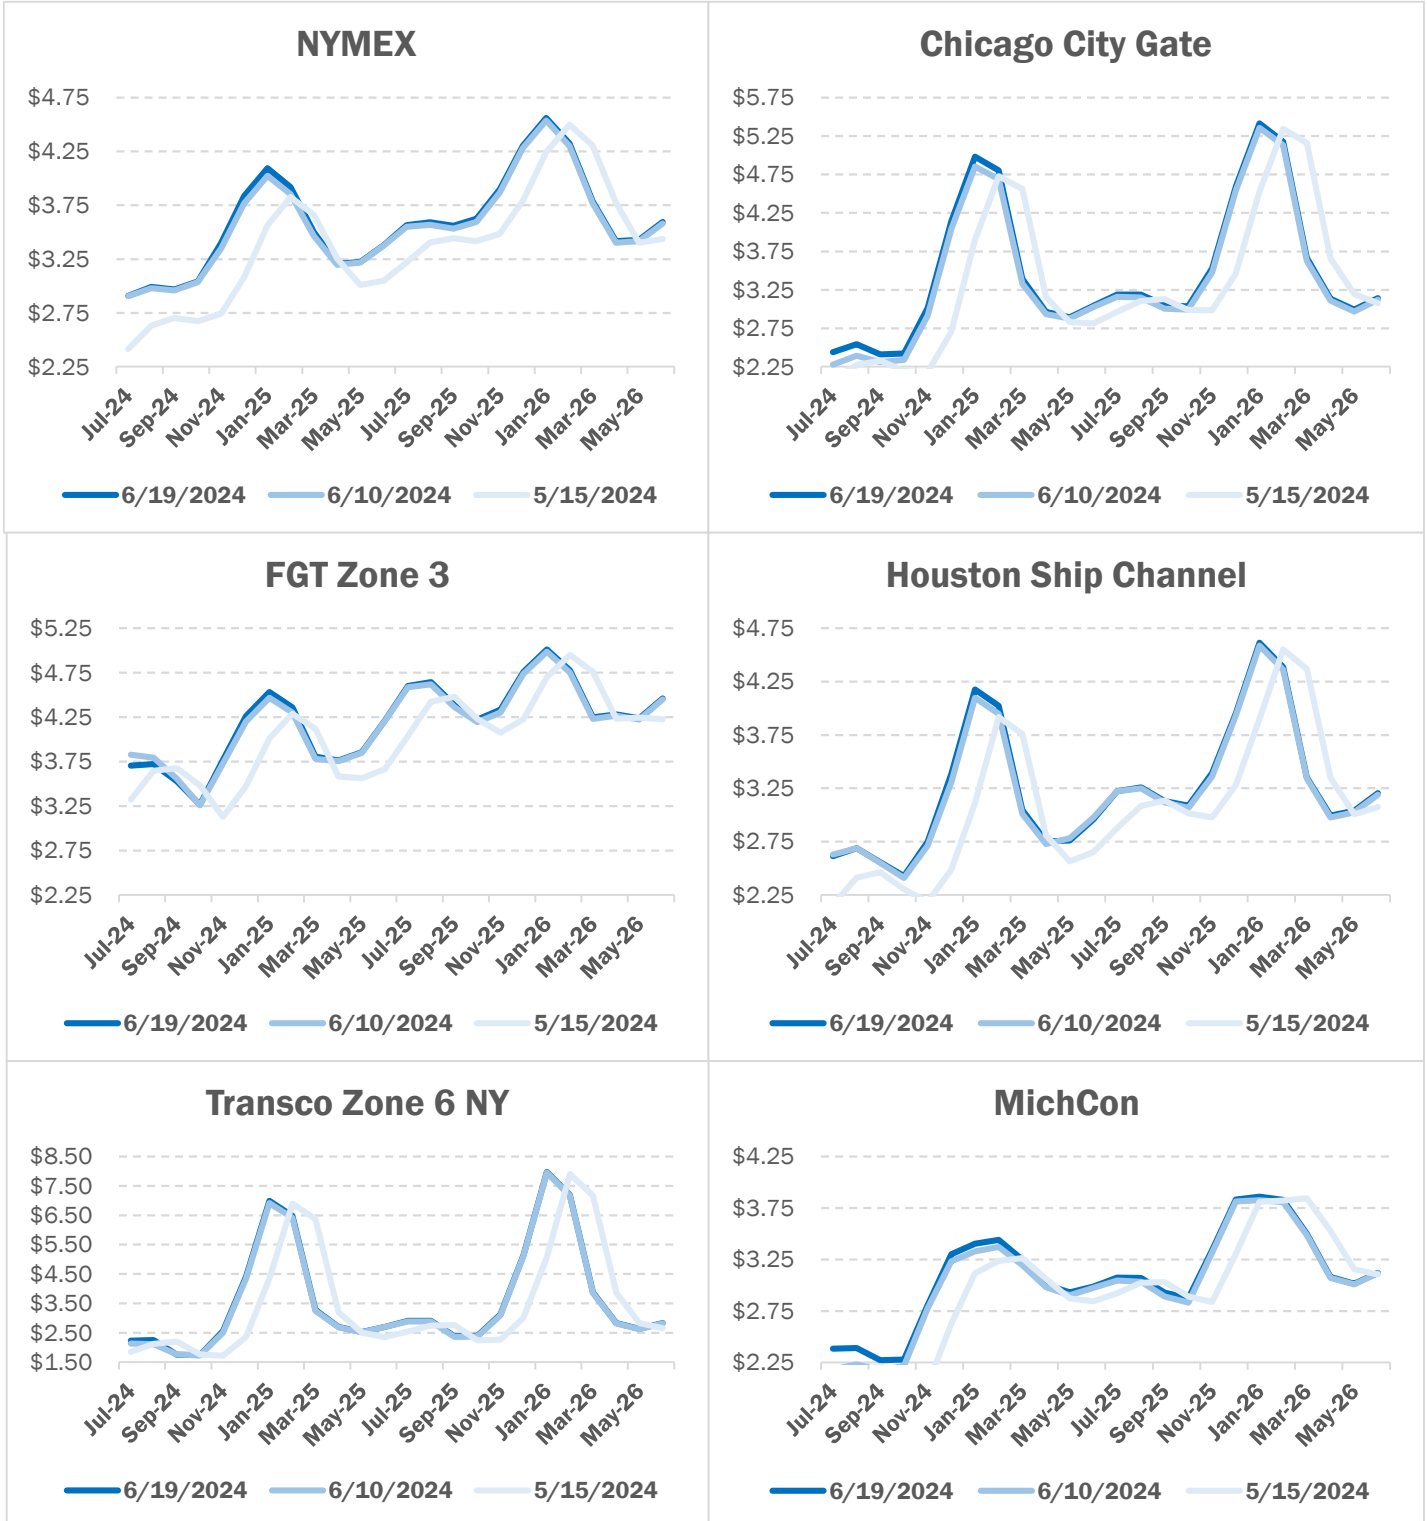 NYMEX
$4.75
$4.25
$3.75
$3.25
$2.75
$2.25
Jul-24 Sep-24 Nov-24 Jan-25 Mar-25 May-25 Jul-25 Sep-25 Nov-25 Jan-26 Mar-26 May-26
6/19/2024 6/10/2024 5/15/2024
Chicago City Gate
$5.75
$5.25
$4.75
$4.25
$3.75
$3.25
$2.75
$2.25
Jul-24 Sep-24 Nov-24 Jan-25 Mar-25 May-25 Jul-25 Sep-25 Nov-25 Jan-26 Mar-26 May-26
6/19/2024 6/10/2024 5/15/2024
FGT Zone 3
$5.25
$4.75
$4.25
$3.75
$3.25
$2.75
$2.25
Jul-24 Sep-24 Nov-24 Jan-25 Mar-25 May-25 Jul-25 Sep-25 Nov-25 Jan-26 Mar-26 May-26
6/19/2024 6/10/2024 5/15/2024
Houston Ship Channel
$4.75
$4.25
$3.75
$3.25
$2.75
$2.25
Jul-24 Sep-24 Nov-24 Jan-25 Mar-25 May-25 Jul-25 Sep-25 Nov-25 Jan-26 Mar-26 May-26
6/19/2024 6/10/2024 5/15/2024
Transco Zone 6 NY
$8.50
$7.50
$6.50
$5.50
$4.50
$3.50
$2.50
$1.50
Jul-24 Sep-24 Nov-24 Jan-25 Mar-25 May-25 Jul-25 Sep-25 Nov-25 Jan-26 Mar-26 May-26
6/19/2024 6/10/2024 5/15/2024
MichCon
$4.25
$3.75
$3.25
$2.75
$2.25
Jul-24 Sep-24 Nov-24 Jan-25 Mar-25 May-25 Jul-25 Sep-25 Nov-25 Jan-26 Mar-26 May-26
6/19/2024 6/10/2024 5/15/2024